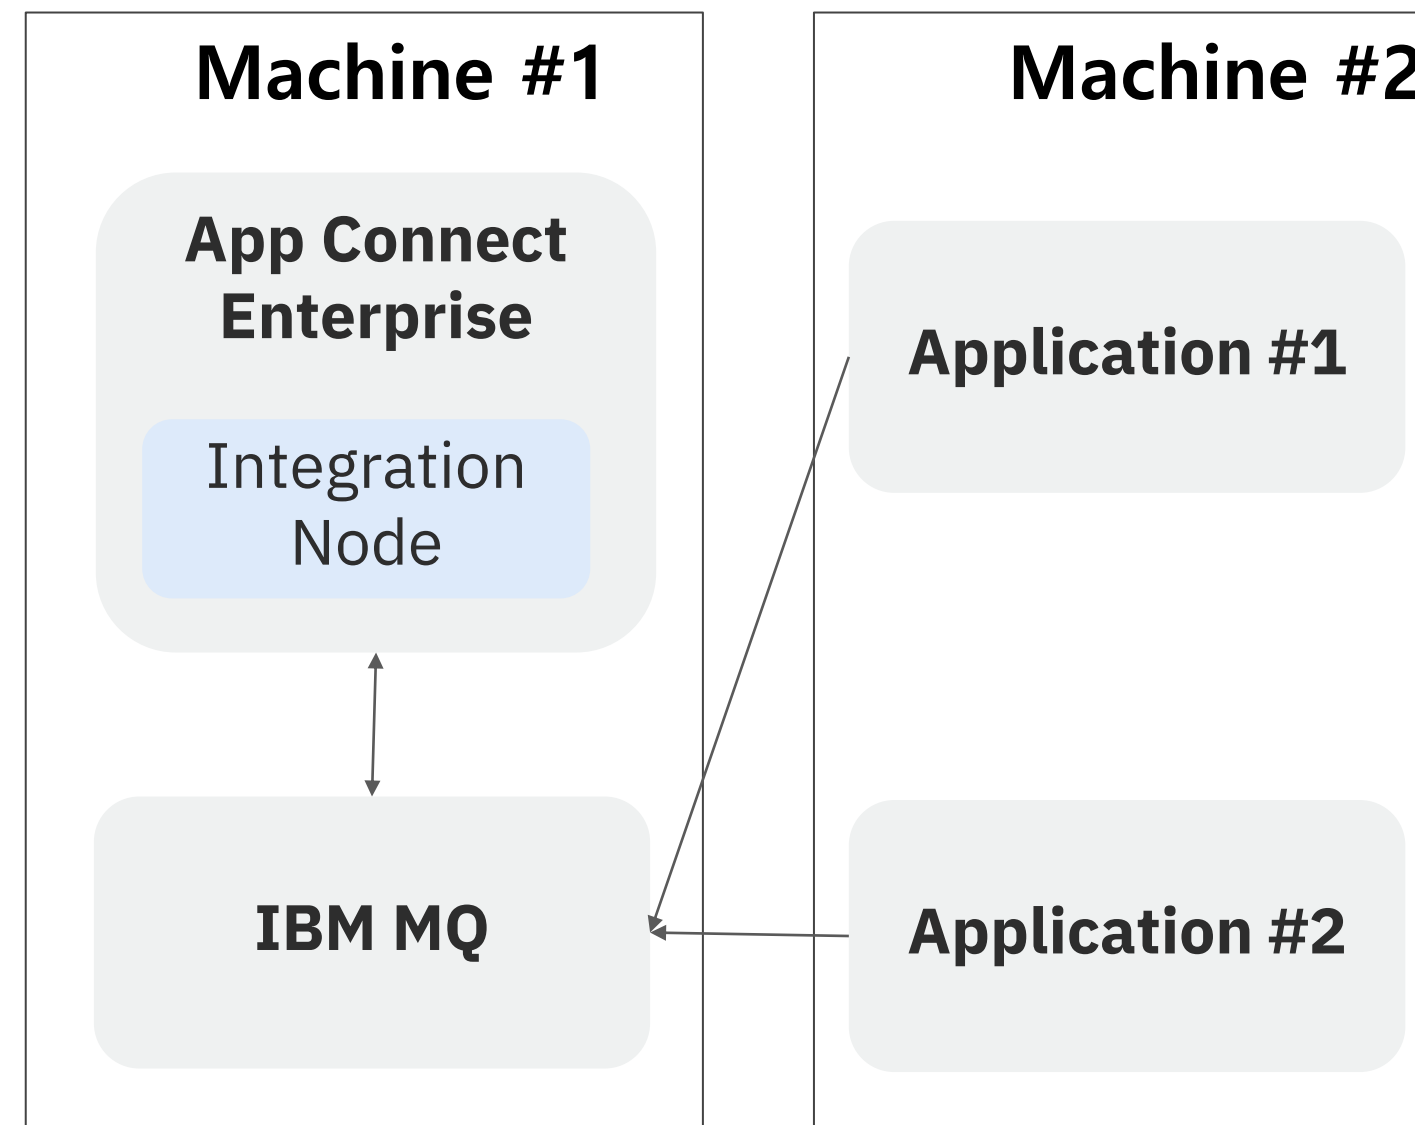 Machine #1
Machine #2
App Connect
Enterprise
Integration
Node
IBM MQ
Application #1
Application #2